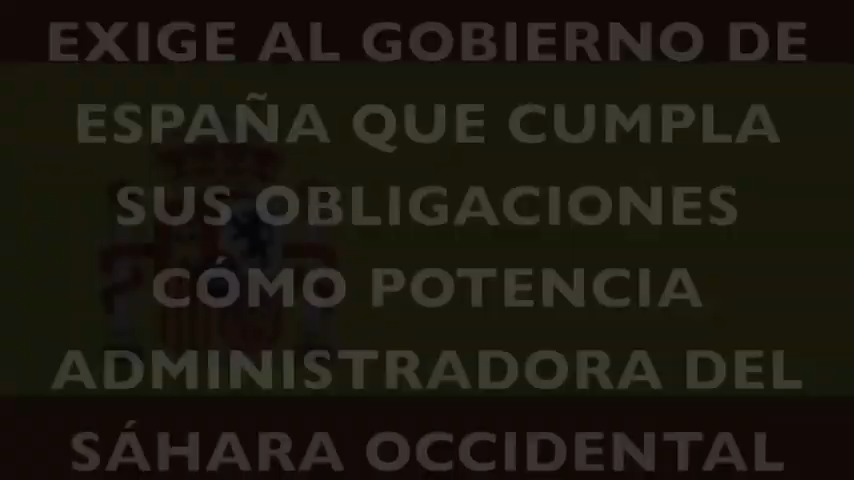 EXIGE AL GOBIERNO DE
ESPAÑA QUE CUMPLA
SUS OBLIGACIONES
CÓMO POTENCIA
ADMINISTRADORA DEL
SÁHARA OCCIDENTAL